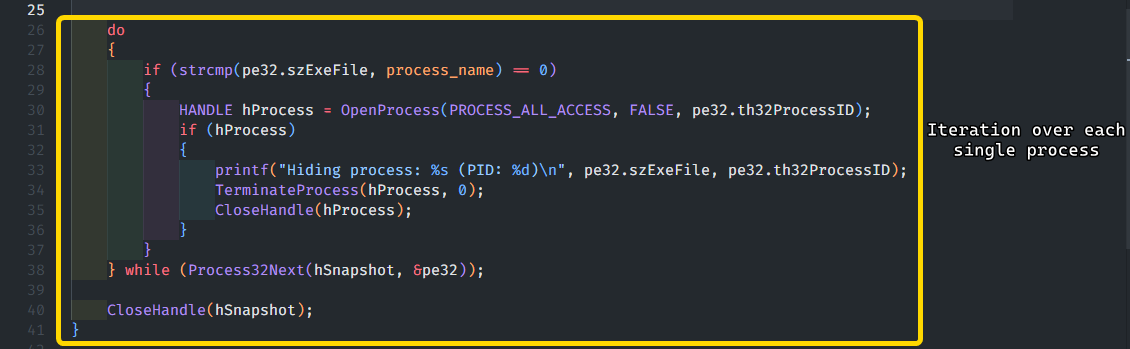 25
26 do
27 {
28 if (strcmp(pe32.szExeFile, process_name) == 0)
29 {
30 HANDLE hProcess = OpenProcess(PROCESS_ALL_ACCESS, FALSE, pe32.th32ProcessID);
31 if (hProcess)
32 {
33 printf("Hiding process: %s (PID: %d)\n", pe32.szExeFile, pe32.th32ProcessID);
34 TerminateProcess(hProcess, 0);
35 CloseHandle(hProcess);
36 }
37 }
38 } while (Process32Next(hSnapshot, &pe32));
39
40 CloseHandle(hSnapshot);
41 }
Iteration over each
single process